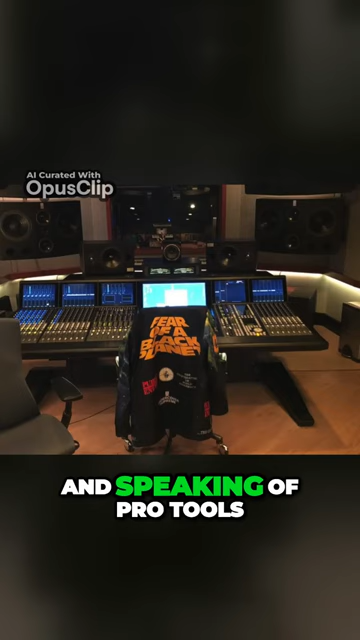 AI Curated With
OpusClip
FEAR
OF A
BLACK
PLANET
AND SPEAKING OF
PRO TOOLS